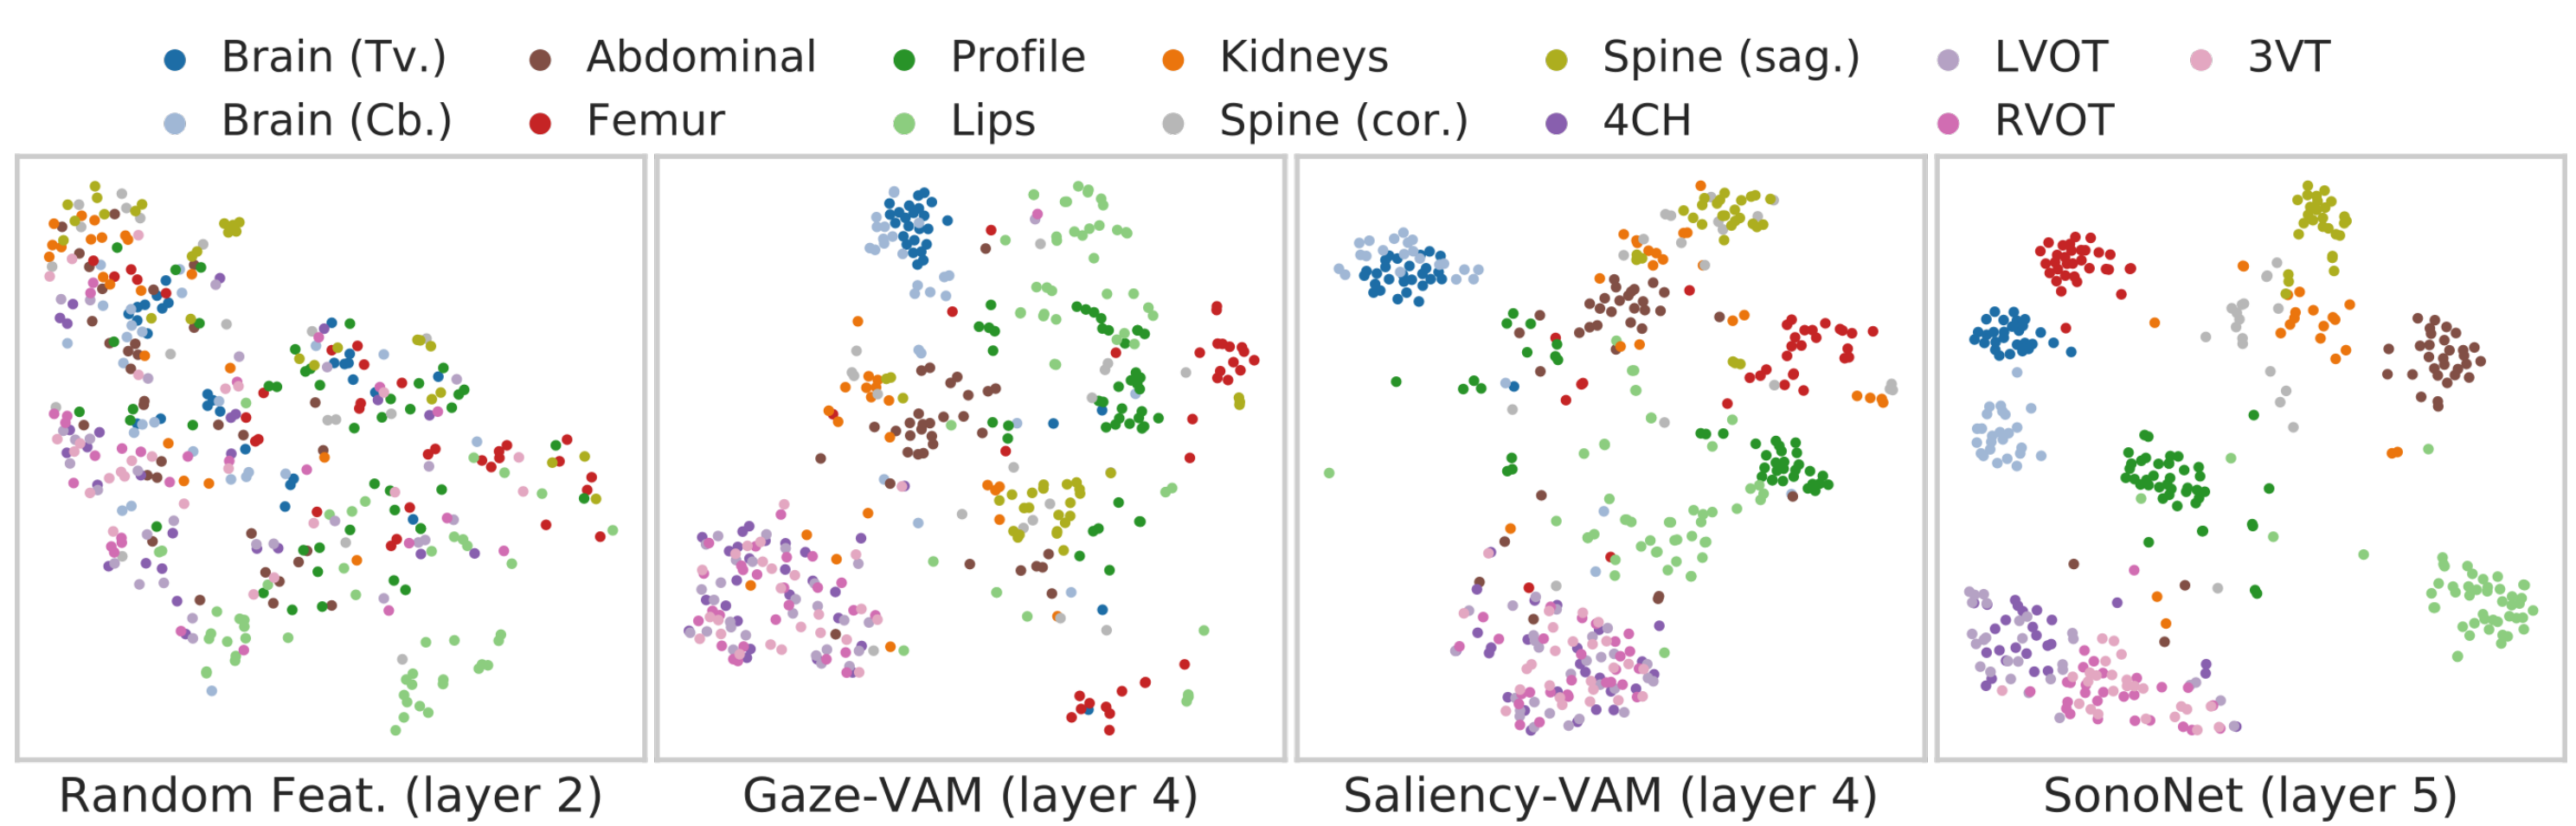 Brain (Tv.) Abdominal Profile Kidneys Spine (sag.) LVOT 3VT
Brain (Cb.) Femur Lips Spine (cor.) 4CH RVOT
Random Feat. (layer 2) Gaze-VAM (layer 4) Saliency-VAM (layer 4) SonoNet (layer 5)